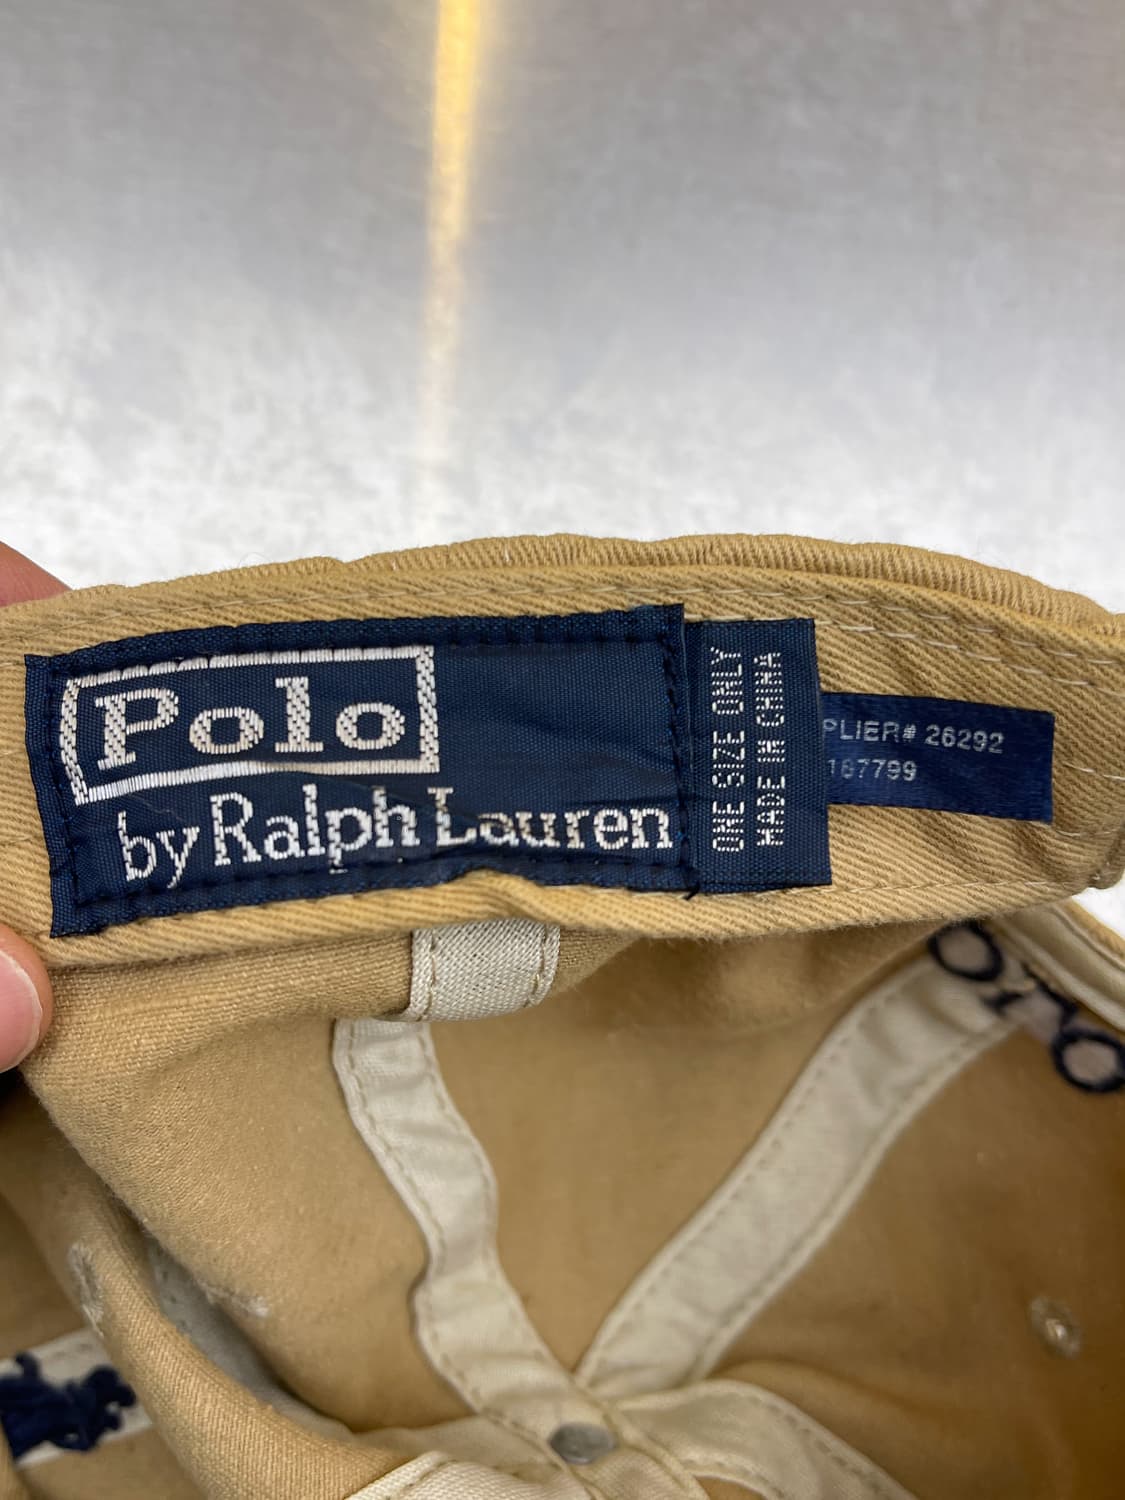 Polo
by Ralph Lauren
ONE SIZE ONLY
MADE IN CHINA
PLIER# 26292
187799